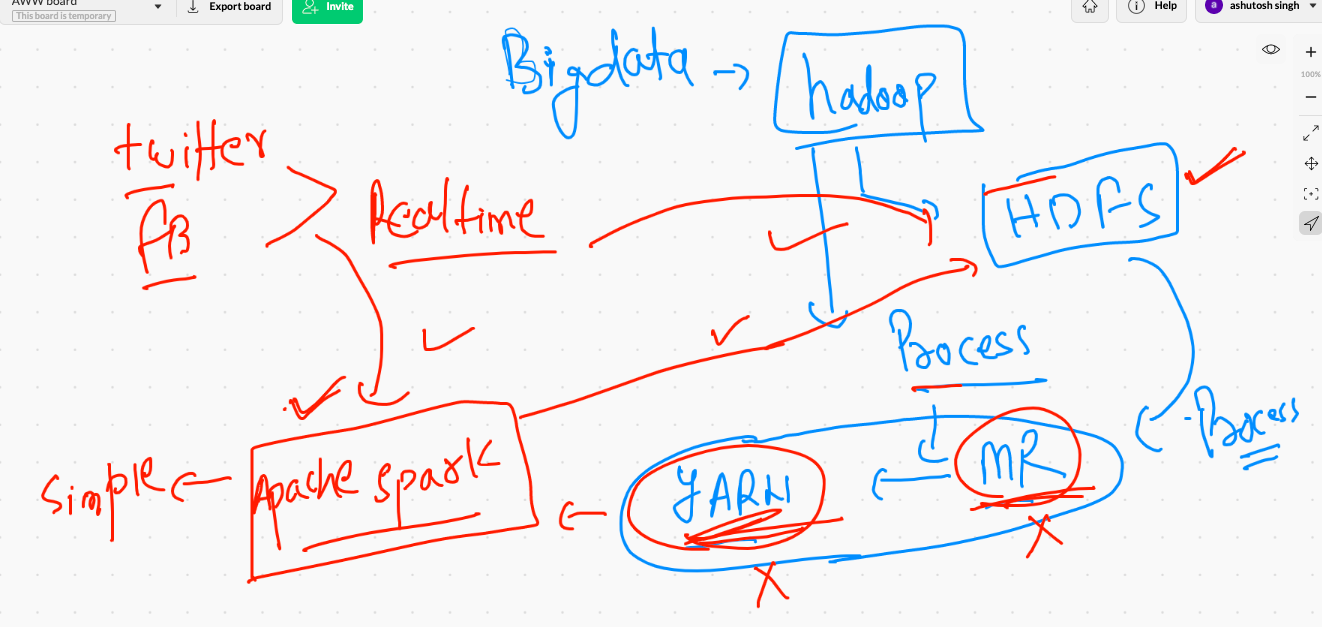 AWW board
This board is temporary
Export board
Invite
Help
a
ashutosh singh
100%
Bigdata → hadoop
twitter
FB
Realtime
HDFS
Process
Process
Simple ← Apache Spark
YARN
MR